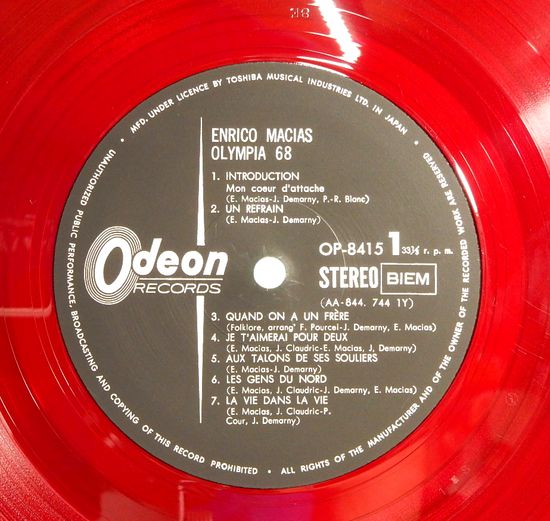 MFD. UNDER LICENCE BY TOSHIBA MUSICAL INDUSTRIES LTD. IN JAPAN •
ENRICO MACIAS
OLYMPIA 68
1. INTRODUCTION
Mon coeur d'attache
(E. Macias-J. Demarny, P.-R. Blanc)
2. UN REFRAIN
(E. Macias-J. Demarny)
OP-8415 1 33⅓ r. p. m.
Odeon
RECORDS
STEREO BIEM
(AA-844. 744 1Y)
3. QUAND ON A UN FRÈRE
(Folklore, arrang' F. Pourcel-J. Demarny, E. Macias)
4. JE T'AIMERAI POUR DEUX
(E. Macias, J. Claudric-E. Macias, J. Demarny)
5. AUX TALONS DE SES SOULIERS
(E. Macias-J. Demarny)
6. LES GENS DU NORD
(E. Macias, J. Claudric-J. Demarny, E. Macias)
7. LA VIE DANS LA VIE
(E. Macias, J. Claudric-P.
Cour, J. Demarny)
ALL RIGHTS OF THE MANUFACTURER AND OF THE OWNER OF THE RECORDED WORK ARE RESERVED.
UNAUTHORIZED PUBLIC PERFORMANCE, BROADCASTING AND COPYING OF THIS RECORD PROHIBITED •